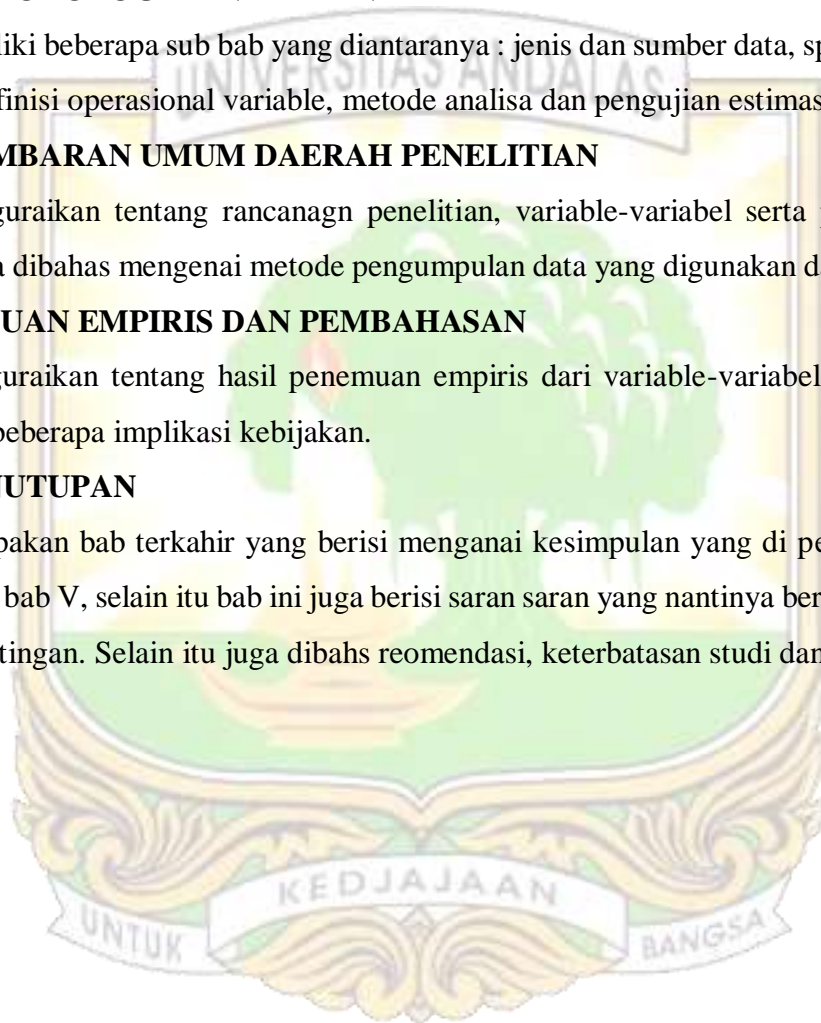 liki beberapa sub bab yang diantaranya : jenis dan sumber data, sp
finisi operasional variable, metode analisa dan pengujian estimas
MBARAN UMUM DAERAH PENELITIAN
guraikan tentang rancanagn penelitian, variable-variabel serta
a dibahas mengenai metode pengumpulan data yang digunakan da
UAN EMPIRIS DAN PEMBAHASAN
guraikan tentang hasil penemuan empiris dari variable-variabel
beberapa implikasi kebijakan.
NUTUPAN
pakan bab terkahir yang berisi menganai kesimpulan yang di pe
bab V, selain itu bab ini juga berisi saran saran yang nantinya ber
tingan. Selain itu juga dibahs reomendasi, keterbatasan studi dan
UNIVERSITAS ANDALAS
UNTUK KEDJAJAAN BANGSA